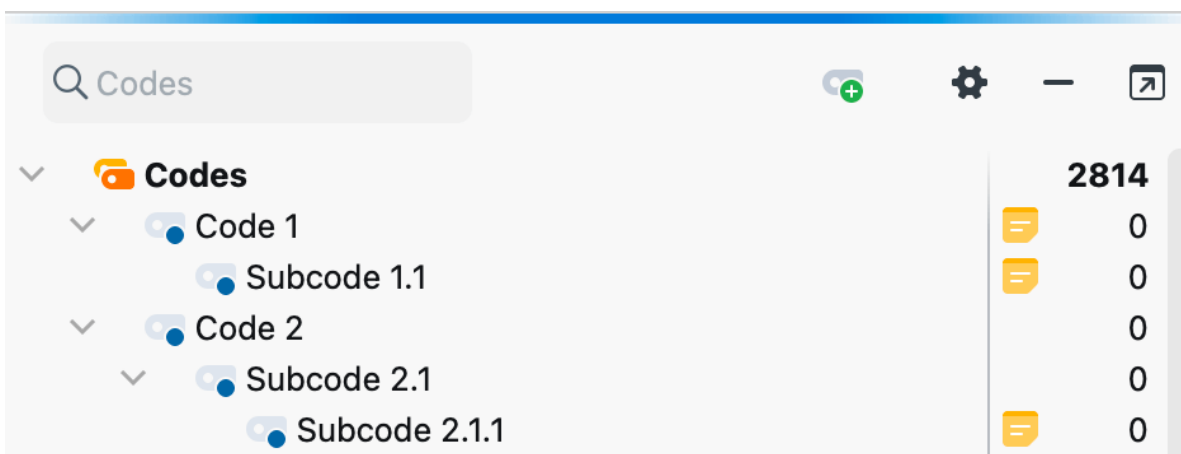 Codes
Codes 2814
Code 1 0
Subcode 1.1 0
Code 2 0
Subcode 2.1 0
Subcode 2.1.1 0